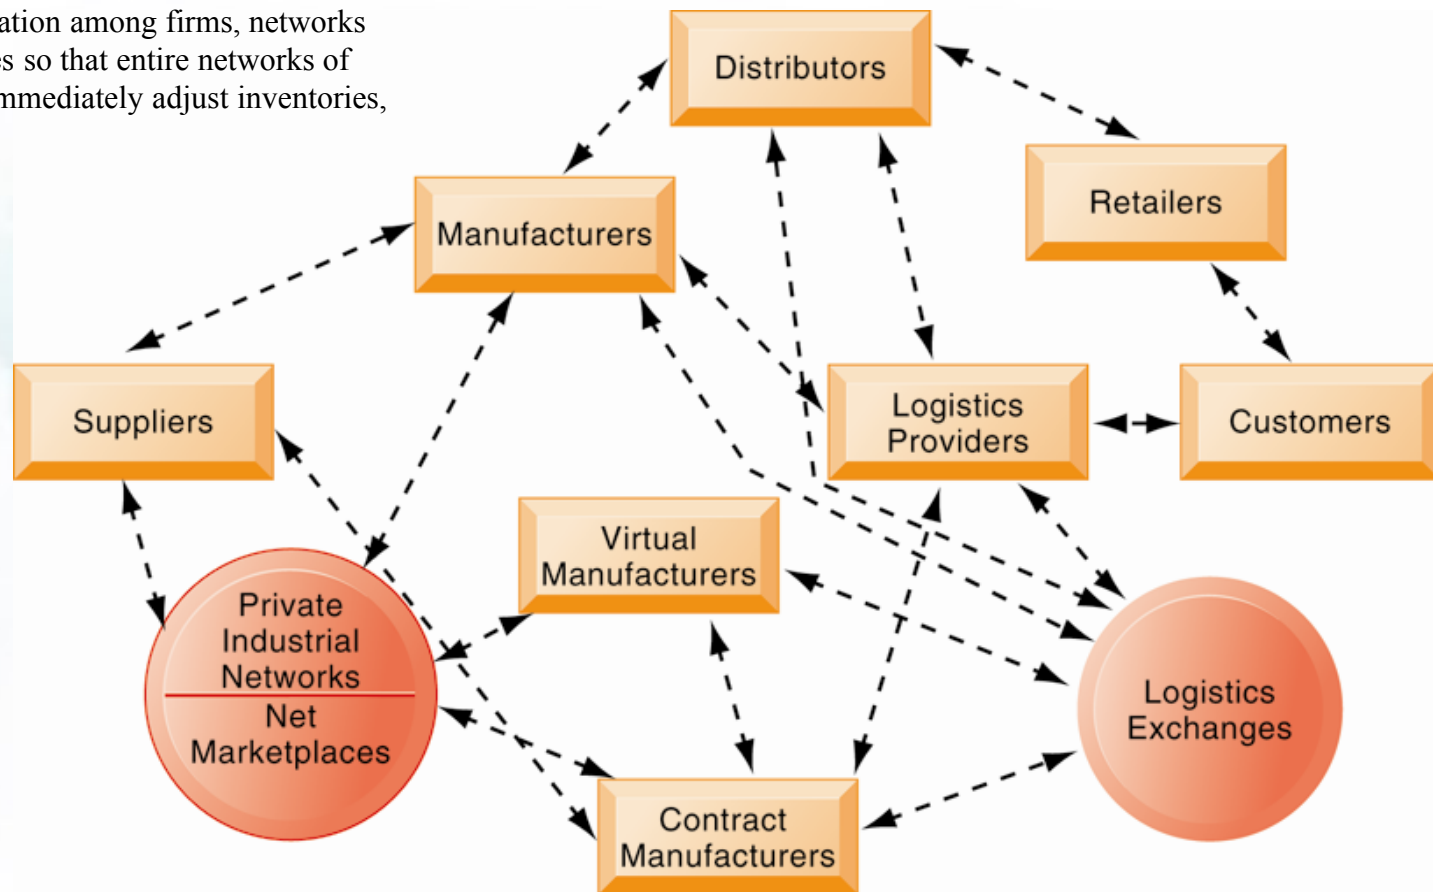 ation among firms, networks
es so that entire networks of
mmediately adjust inventories,
Distributors
Retailers
Manufacturers
Suppliers
Logistics
Providers
Customers
Virtual
Manufacturers
Private
Industrial
Networks
Net
Marketplaces
Logistics
Exchanges
Contract
Manufacturers